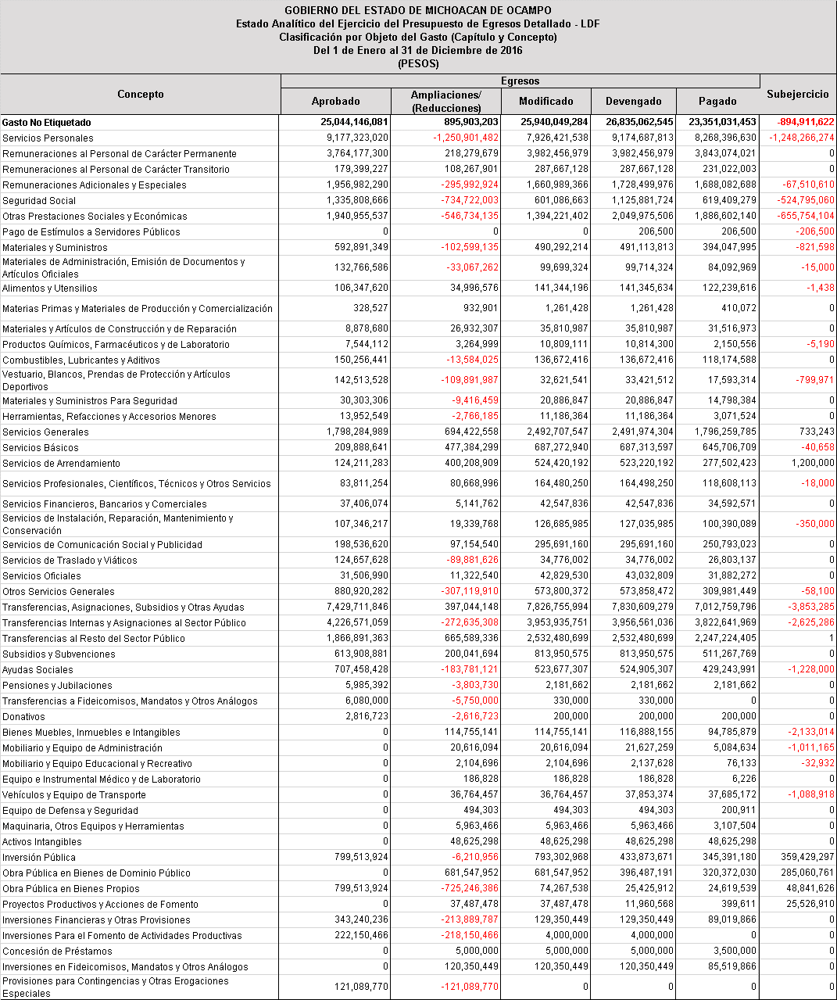 GOBIERNO DEL ESTADO DE MICHOACAN DE OCAMPO
Estado Analítico del Ejercicio del Presupuesto de Egresos Detallado - LDF
Clasificación por Objeto del Gasto (Capítulo y Concepto)
Del 1 de Enero al 31 de Diciembre de 2016
(PESOS)
Concepto Egresos Subejercicio
Aprobado Ampliaciones/ (Reducciones) Modificado Devengado Pagado
Gasto No Etiquetado 25,044,146,081 895,903,203 25,940,049,284 26,835,062,545 23,351,031,453 -894,911,622
Servicios Personales 9,177,323,020 -1,250,901,482 7,926,421,538 9,174,687,813 8,268,396,630 -1,248,266,274
Remuneraciones al Personal de Carácter Permanente 3,764,177,300 218,279,679 3,982,456,979 3,982,456,979 3,843,074,021 0
Remuneraciones al Personal de Carácter Transitorio 179,399,227 108,267,901 287,667,128 287,667,128 231,022,003 0
Remuneraciones Adicionales y Especiales 1,956,982,290 -295,992,924 1,660,989,366 1,728,499,976 1,688,082,688 -67,510,610
Seguridad Social 1,335,808,666 -734,722,003 601,086,663 1,125,881,724 619,409,279 -524,795,060
Otras Prestaciones Sociales y Económicas 1,940,955,537 -546,734,135 1,394,221,402 2,049,975,506 1,886,602,140 -655,754,104
Pago de Estímulos a Servidores Públicos 0 0 0 206,500 206,500 -206,500
Materiales y Suministros 592,891,349 -102,599,135 490,292,214 491,113,813 394,047,995 -821,598
Materiales de Administración, Emisión de Documentos y
Artículos Oficiales 132,766,586 -33,067,262 99,699,324 99,714,324 84,092,969 -15,000
Alimentos y Utensilios 106,347,620 34,996,576 141,344,196 141,345,634 122,239,616 -1,438
Materias Primas y Materiales de Producción y Comercialización 328,527 932,901 1,261,428 1,261,428 410,072 0
Materiales y Artículos de Construcción y de Reparación 8,878,680 26,932,307 35,810,987 35,810,987 31,516,973 0
Productos Químicos, Farmacéuticos y de Laboratorio 7,544,112 3,264,999 10,809,111 10,814,300 2,150,556 -5,190
Combustibles, Lubricantes y Aditivos 150,256,441 -13,584,025 136,672,416 136,672,416 118,174,588 0
Vestuario, Blancos, Prendas de Protección y Artículos
Deportivos 142,513,528 -109,891,987 32,621,541 33,421,512 17,593,314 -799,971
Materiales y Suministros Para Seguridad 30,303,306 -9,416,459 20,886,847 20,886,847 14,798,384 0
Herramientas, Refacciones y Accesorios Menores 13,952,549 -2,766,185 11,186,364 11,186,364 3,071,524 0
Servicios Generales 1,798,284,989 694,422,558 2,492,707,547 2,491,974,304 1,796,259,785 733,243
Servicios Básicos 209,888,641 477,384,299 687,272,940 687,313,597 645,706,709 -40,658
Servicios de Arrendamiento 124,211,283 400,208,909 524,420,192 523,220,192 277,502,423 1,200,000
Servicios Profesionales, Científicos, Técnicos y Otros Servicios 83,811,254 80,668,996 164,480,250 164,498,250 118,608,113 -18,000
Servicios Financieros, Bancarios y Comerciales 37,406,074 5,141,762 42,547,836 42,547,836 34,592,571 0
Servicios de Instalación, Reparación, Mantenimiento y
Conservación 107,346,217 19,339,768 126,685,985 127,035,985 100,390,089 -350,000
Servicios de Comunicación Social y Publicidad 198,536,620 97,154,540 295,691,160 295,691,160 250,793,023 0
Servicios de Traslado y Viáticos 124,657,628 -89,881,626 34,776,002 34,776,002 26,803,137 0
Servicios Oficiales 31,506,990 11,322,540 42,829,530 43,032,809 31,882,272 0
Otros Servicios Generales 880,920,282 -307,119,910 573,800,372 573,858,472 309,981,449 -58,100
Transferencias, Asignaciones, Subsidios y Otras Ayudas 7,429,711,846 397,044,148 7,826,755,994 7,830,609,279 7,012,759,796 -3,853,285
Transferencias Internas y Asignaciones al Sector Público 4,226,571,059 -272,635,308 3,953,935,751 3,956,561,036 3,822,641,969 -2,625,286
Transferencias al Resto del Sector Público 1,866,891,363 665,589,336 2,532,480,699 2,532,480,699 2,247,224,405 1
Subsidios y Subvenciones 613,908,881 200,041,694 813,950,575 813,950,575 511,267,769 0
Ayudas Sociales 707,458,428 -183,781,121 523,677,307 524,905,307 429,243,991 -1,228,000
Pensiones y Jubilaciones 5,985,392 -3,803,730 2,181,662 2,181,662 2,181,662 0
Transferencias a Fideicomisos, Mandatos y Otros Análogos 6,080,000 -5,750,000 330,000 330,000 0 0
Donativos 2,816,723 -2,616,723 200,000 200,000 200,000 0
Bienes Muebles, Inmuebles e Intangibles 0 114,755,141 114,755,141 116,888,155 94,785,879 -2,133,014
Mobiliario y Equipo de Administración 0 20,616,094 20,616,094 21,627,259 5,084,634 -1,011,165
Mobiliario y Equipo Educacional y Recreativo 0 2,104,696 2,104,696 2,137,628 76,133 -32,932
Equipo e Instrumental Médico y de Laboratorio 0 186,828 186,828 186,828 6,226 0
Vehículos y Equipo de Transporte 0 36,764,457 36,764,457 37,853,374 37,685,172 -1,088,918
Equipo de Defensa y Seguridad 0 494,303 494,303 494,303 200,911 0
Maquinaria, Otros Equipos y Herramientas 0 5,963,466 5,963,466 5,963,466 3,107,504 0
Activos Intangibles 0 48,625,298 48,625,298 48,625,298 48,625,298 0
Inversión Pública 799,513,924 -6,210,956 793,302,968 433,873,671 345,391,180 359,429,297
Obra Pública en Bienes de Dominio Público 0 681,547,952 681,547,952 396,487,191 320,372,030 285,060,761
Obra Pública en Bienes Propios 799,513,924 -725,246,386 74,267,538 25,425,912 24,619,539 48,841,626
Proyectos Productivos y Acciones de Fomento 0 37,487,478 37,487,478 11,960,568 399,611 25,526,910
Inversiones Financieras y Otras Provisiones 343,240,236 -213,889,787 129,350,449 129,350,449 89,019,866 0
Inversiones Para el Fomento de Actividades Productivas 222,150,466 -218,150,466 4,000,000 4,000,000 0 0
Concesión de Préstamos 0 5,000,000 5,000,000 5,000,000 3,500,000 0
Inversiones en Fideicomisos, Mandatos y Otros Análogos 0 120,350,449 120,350,449 120,350,449 85,519,866 0
Provisiones para Contingencias y Otras Erogaciones
Especiales 121,089,770 -121,089,770 0 0 0 0